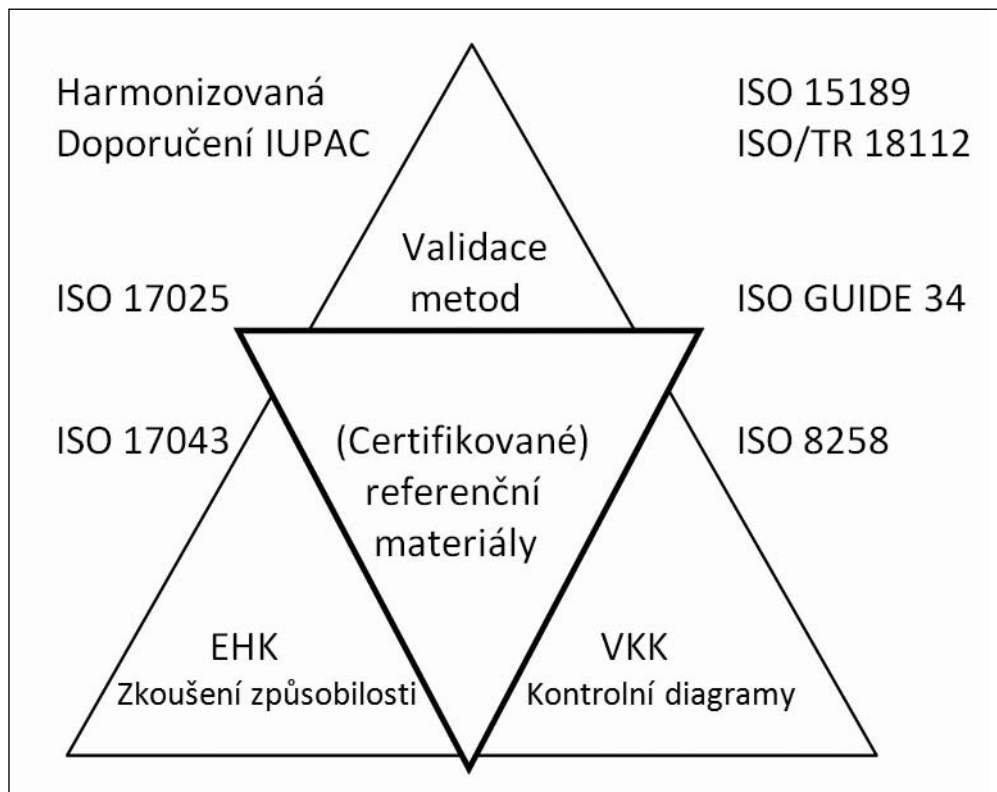 Harmonizovaná
Doporučení IUPAC
ISO 15189
ISO/TR 18112
Validace
metod
ISO 17025
ISO GUIDE 34
ISO 17043
(Certifikované)
referenční
materiály
ISO 8258
EHK
Zkoušení způsobilosti
VKK
Kontrolní diagramy